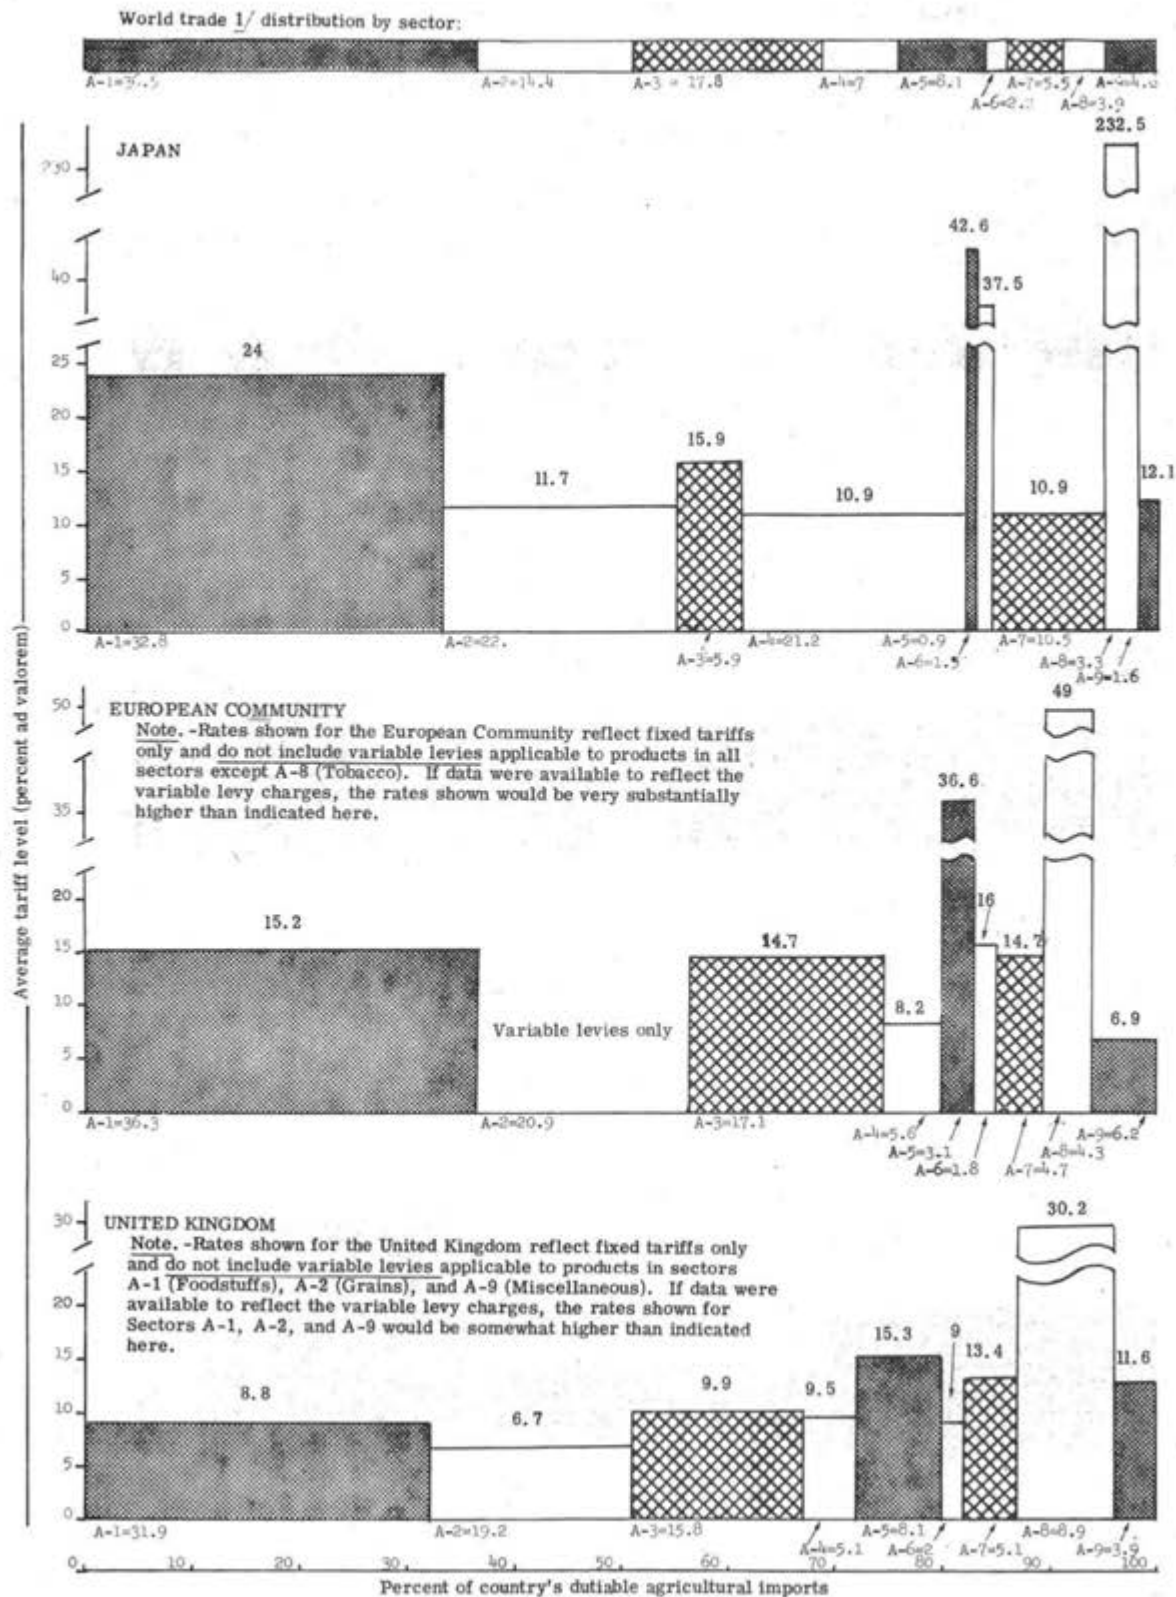 World trade 1/ distribution by sector:
A-2=14.4
A-3 = 17.8
A-4=7
A-5=8.1
A-7=5.5
A-8=3.9
232.5
JAPAN
230
42.6
40
37.5
24
25
20
15.9
15
11.7
10.9
10.9
12.1
10
5
0
A-1=32.8
A-2=22.
A-3=5.9
A-4=21.2
A-5=0.9
A-6=1.5
A-7=10.5
A-8=3.3
A-9=1.6
Average tariff level (percent ad valorem)
50
49
EUROPEAN COMMUNITY
Note. -Rates shown for the European Community reflect fixed tariffs
only and do not include variable levies applicable to products in all
sectors except A-8 (Tobacco). If data were available to reflect the
variable levy charges, the rates shown would be very substantially
higher than indicated here.
36.6
35
20
15.2
14.7
16
14.7
15
10
8.2
6.9
Variable levies only
5
0
A-1=36.3
A-2=20.9
A-3=17.1
A-4=5.6
A-5=3.1
A-6=1.8
A-7=4.7
A-8=4.3
A-9=6.2
30
30.2
UNITED KINGDOM
Note. -Rates shown for the United Kingdom reflect fixed tariffs only
and do not include variable levies applicable to products in sectors
A-1 (Foodstuffs), A-2 (Grains), and A-9 (Miscellaneous). If data were
available to reflect the variable levy charges, the rates shown for
Sectors A-1, A-2, and A-9 would be somewhat higher than indicated
here.
20
15
15.3
9
13.4
11.6
8.8
6.7
9.9
9.5
10
5
0
A-1=31.9
A-2=19.2
A-3=15.8
A-4=5.1
A-5=8.1
A-6=2
A-7=5.1
A-8=8.9
A-9=3.9
0 10 20 30 40 50 60 70 80 90 100
Percent of country's dutiable agricultural imports